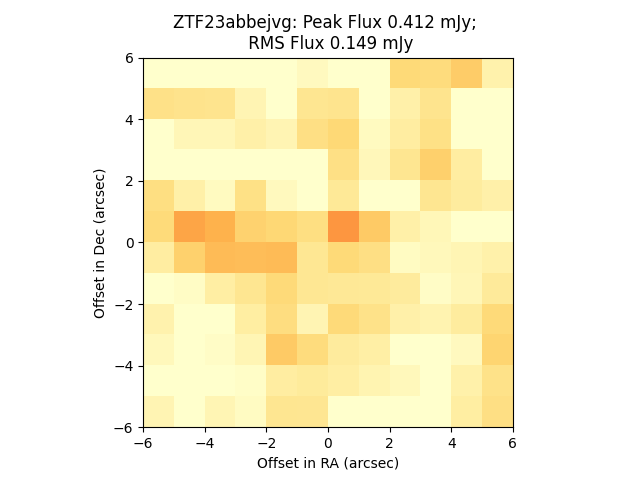 ZTF23abbejvg: Peak Flux 0.412 mJy;
RMS Flux 0.149 mJy
6
4
2
0
−2
−4
−6
Offset in Dec (arcsec)
−6 −4 −2 0 2 4 6
Offset in RA (arcsec)